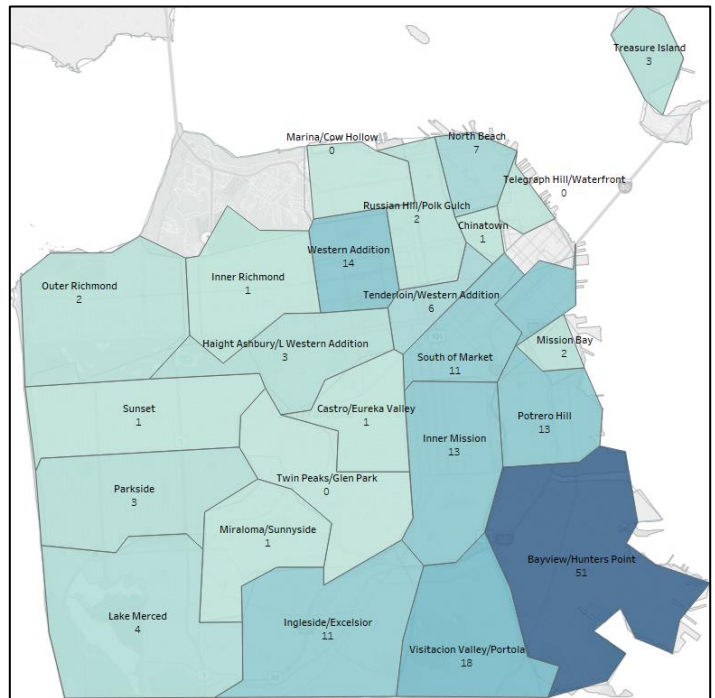 Treasure Island
3
Marina/Cow Hollow
0
North Beach
7
Telegraph Hill/Waterfront
0
Russian Hill/Polk Gulch
2
Chinatown
1
Western Addition
14
Outer Richmond
2
Inner Richmond
1
Tenderloin/Western Addition
6
Haight Ashbury/L Western Addition
3
South of Market
11
Mission Bay
2
Sunset
1
Castro/Eureka Valley
1
Inner Mission
13
Potrero Hill
13
Twin Peaks/Glen Park
0
Parkside
3
Miraloma/Sunnyside
1
Bayview/Hunters Point
51
Lake Merced
4
Ingleside/Excelsior
11
Visitacion Valley/Portola
18